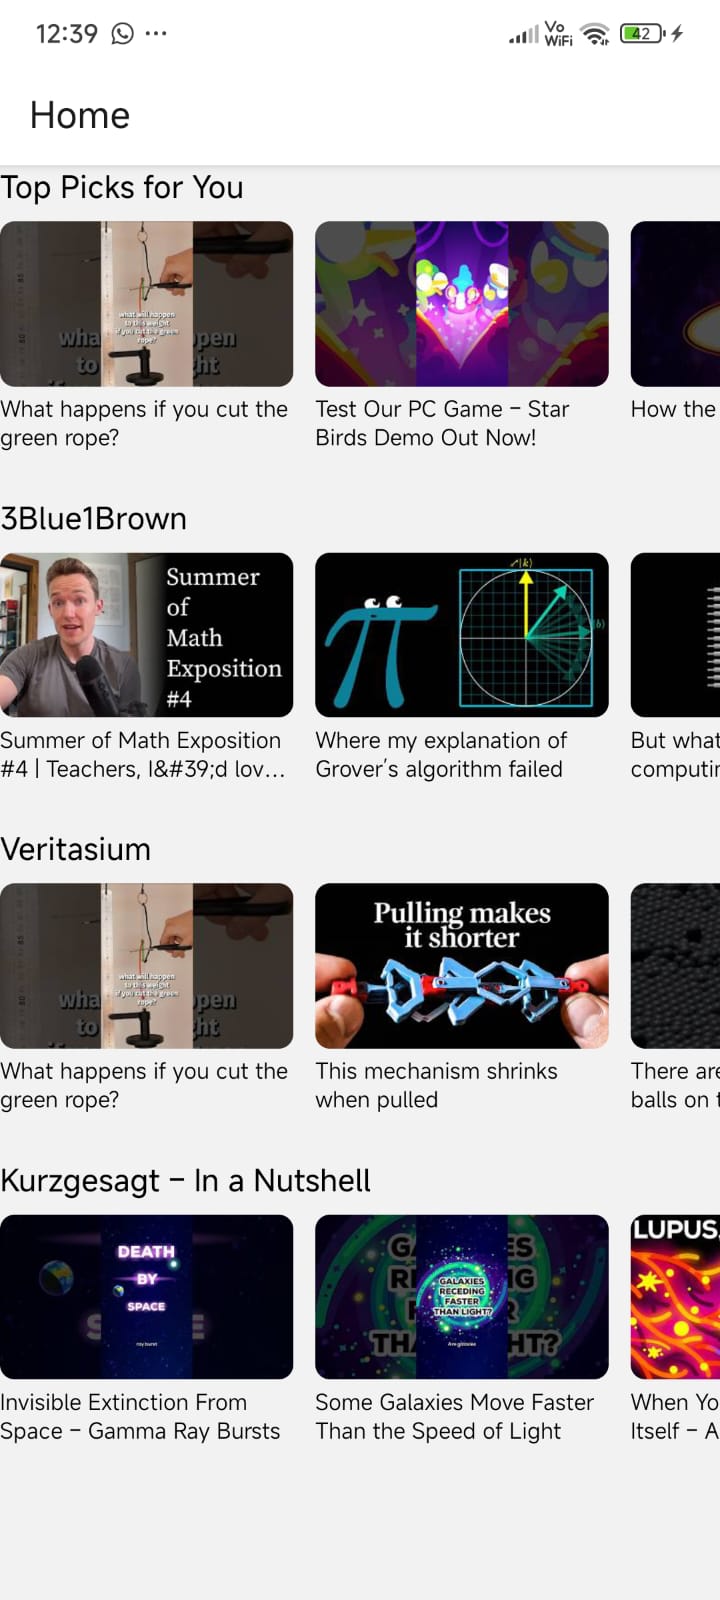 12:39
Vo
WiFi
42
Home
Top Picks for You
what will happen
to this weight
if you cut the green
rope?
wha
pen
to
ht
What happens if you cut the
green rope?
Test Our PC Game – Star
Birds Demo Out Now!
How the
3Blue1Brown
Summer
of
Math
Exposition
#4
Summer of Math Exposition
#4 | Teachers, I&#39;d lov...
Where my explanation of
Grover's algorithm failed
But what
computin
Veritasium
what will happen
to this weight
if you cut the green
rope?
wha
pen
to
ht
Pulling makes
it shorter
What happens if you cut the
green rope?
This mechanism shrinks
when pulled
There are
balls on t
Kurzgesagt – In a Nutshell
DEATH
BY
SPACE
ray burst
GALAXIES
RECEDING
FASTER
THAN LIGHT?
Are galaxies
LUPUS
Invisible Extinction From
Space – Gamma Ray Bursts
Some Galaxies Move Faster
Than the Speed of Light
When Yo
Itself – A